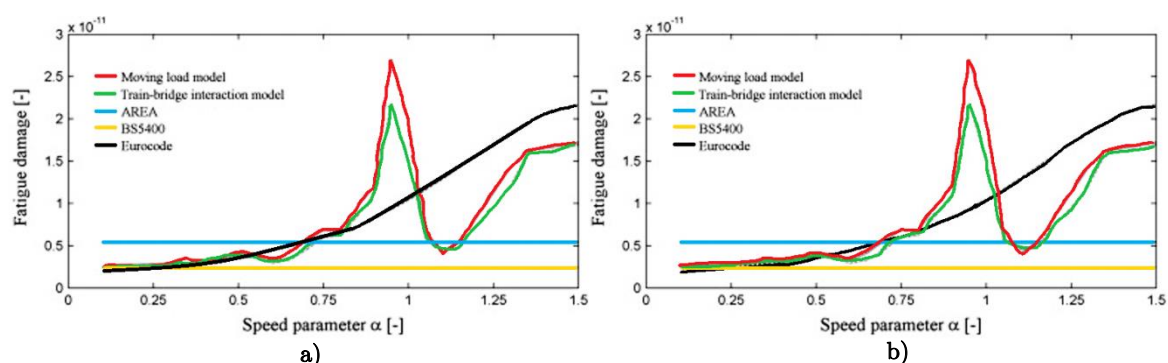 x 10⁻¹¹
3
2.5
2
1.5
1
0.5
0
Fatigue damage [-]
Moving load model
Train-bridge interaction model
AREA
BS5400
Eurocode
0 0.25 0.5 0.75 1 1.25 1.5
Speed parameter α [-]
a)
x 10⁻¹¹
3
2.5
2
1.5
1
0.5
0
Fatigue damage [-]
Moving load model
Train-bridge interaction model
AREA
BS5400
Eurocode
0 0.25 0.5 0.75 1 1.25 1.5
Speed parameter α [-]
b)